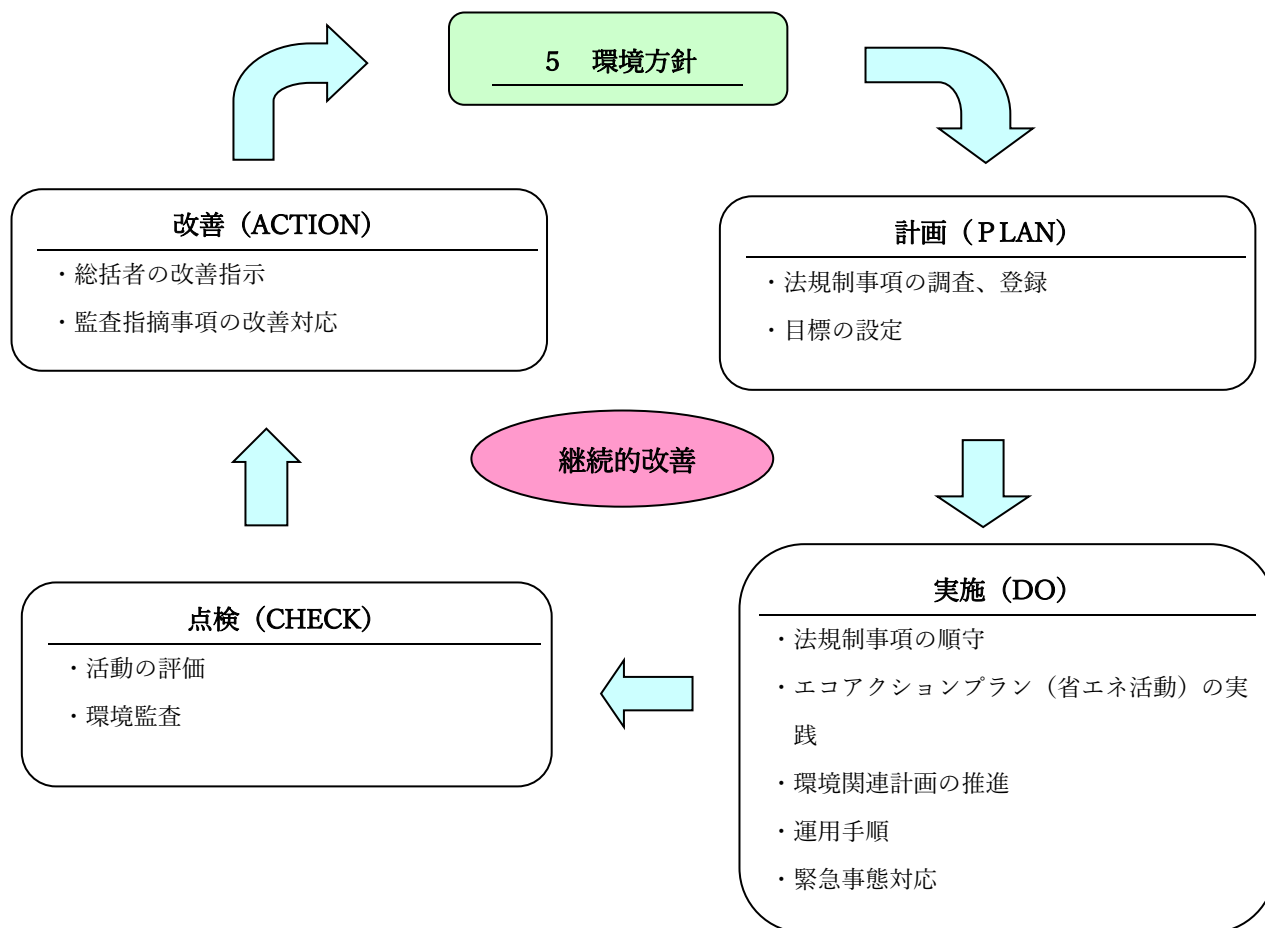 5 環境方針
改善（ACTION）
・総括者の改善指示
・監査指摘事項の改善対応
計画（ＰLAN）
・法規制事項の調査、登録
・目標の設定
継続的改善
点検（CHECK）
・活動の評価
・環境監査
実施（DO）
・法規制事項の順守
・エコアクションプラン（省エネ活動）の実
践
・環境関連計画の推進
・運用手順
・緊急事態対応